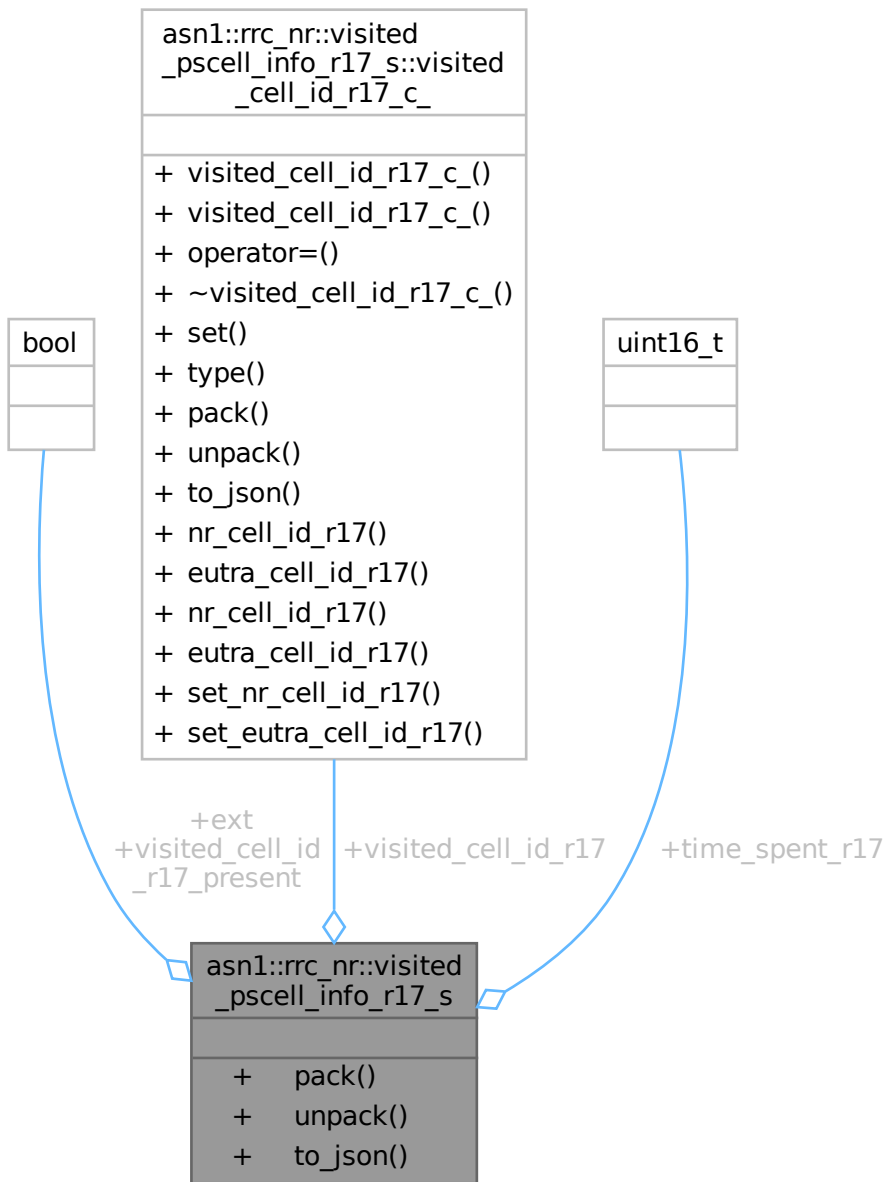 asn1::rrc_nr::visited
_pscell_info_r17_s::visited
_cell_id_r17_c_
+ visited_cell_id_r17_c_()
+ visited_cell_id_r17_c_()
+ operator=()
+ ~visited_cell_id_r17_c_()
+ set()
+ type()
+ pack()
+ unpack()
+ to_json()
+ nr_cell_id_r17()
+ eutra_cell_id_r17()
+ nr_cell_id_r17()
+ eutra_cell_id_r17()
+ set_nr_cell_id_r17()
+ set_eutra_cell_id_r17()
bool
uint16_t
+ext
+visited_cell_id
_r17_present
+visited_cell_id_r17
+time_spent_r17
asn1::rrc_nr::visited
_pscell_info_r17_s
+ pack()
+ unpack()
+ to_json()